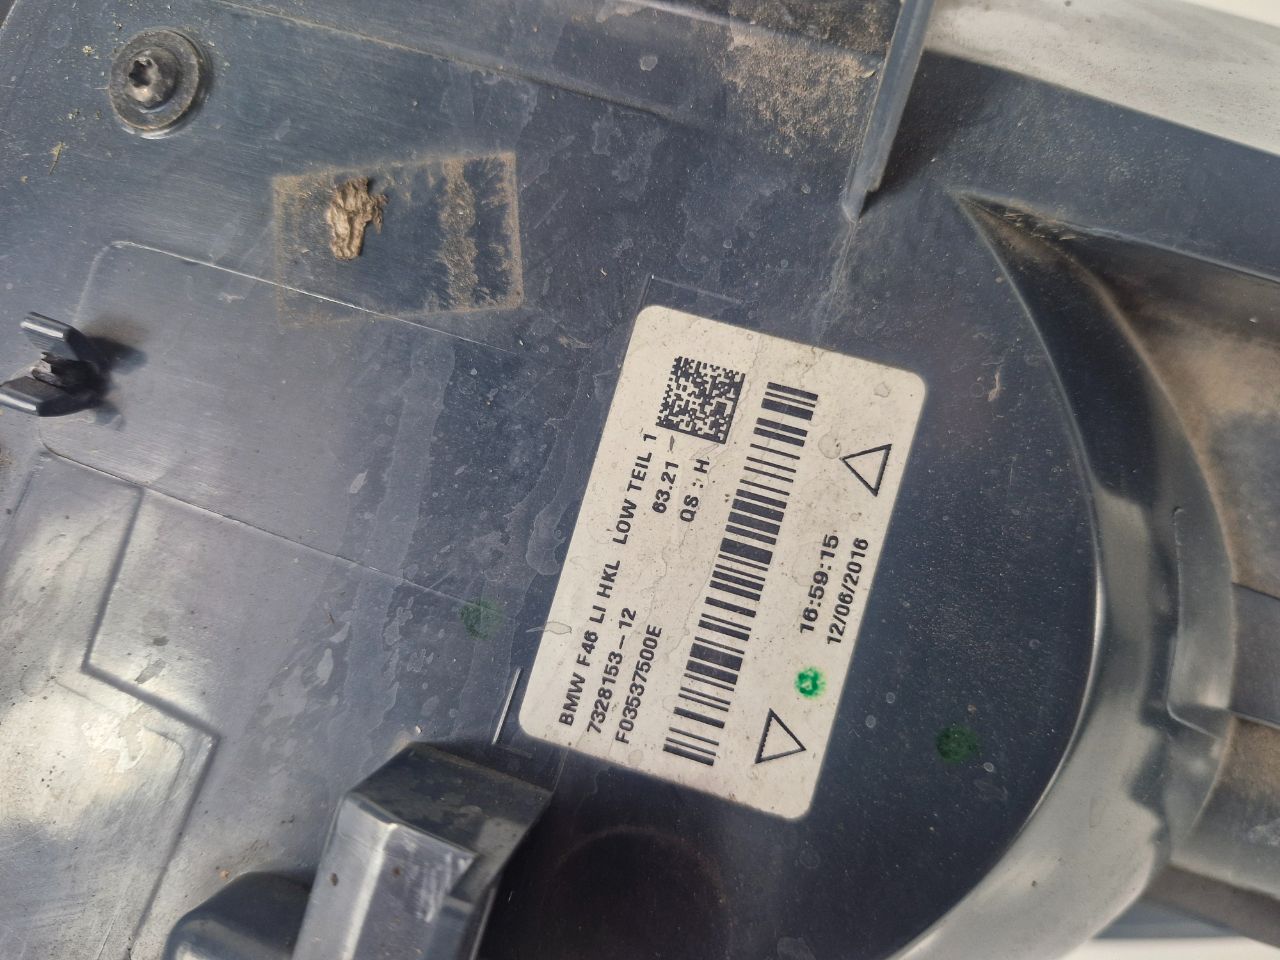 BMW F46 LI HKL LOW TEIL 1
7328153-12 63.21-
F03537500E QS : H
16:59:15
12/06/2016